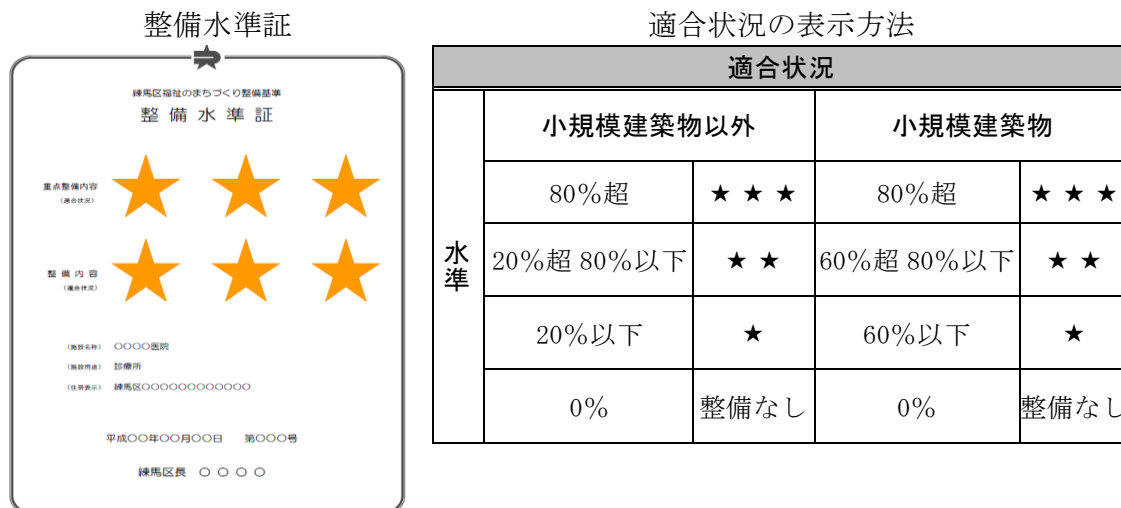 整備水準証
練馬区福祉のまちづくり整備基準
整備水準証
重点整備内容
(適合状況)
★ ★ ★
整備内容
(適合状況)
★ ★ ★
(施設名称) 〇〇〇〇医院
(施設用途) 診療所
(住居表示) 練馬区〇〇〇〇〇〇〇〇〇〇〇〇〇
平成〇〇年〇〇月〇〇日 第〇〇〇号
練馬区長 〇 〇 〇 〇
適合状況の表示方法
適合状況
水準
小規模建築物以外 小規模建築物
80%超 ★ ★ ★ 80%超 ★ ★ ★
20%超 80%以下 ★ ★ 60%超 80%以下 ★ ★
20%以下 ★ 60%以下 ★
0% 整備なし 0% 整備なし